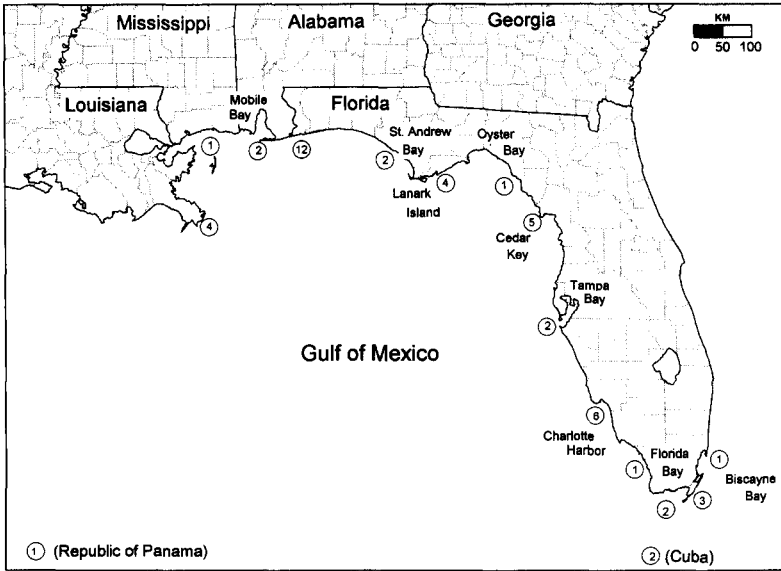 Mississippi
Alabama
Georgia
KM
0 50 100
Louisiana
Mobile
Bay
Florida
St. Andrew
Bay
Oyster
Bay
1
2
12
2
4
1
Lanark
Island
4
5
Cedar
Key
Tampa
Bay
2
Gulf of Mexico
6
Charlotte
Harbor
Florida
Bay
1
1
Biscayne
Bay
2
3
1 (Republic of Panama)
2 (Cuba)